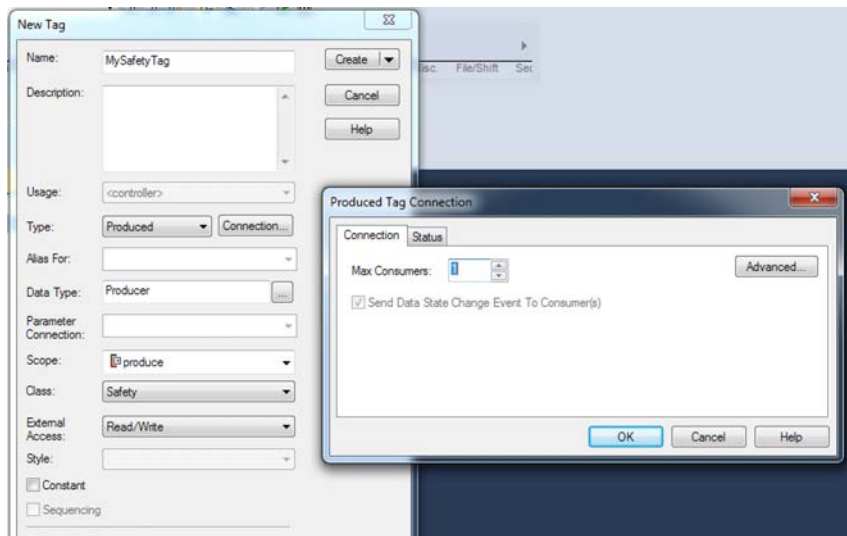 New Tag
Name: MySafetyTag Create
Description: Cancel
Help
Usage: <controller>
Type: Produced Connection...
Alias For:
Data Type: Producer ...
Parameter
Connection:
Scope: produce
Class: Safety
External
Access: Read/Write
Style:
Constant
Sequencing
File/Shift
Produced Tag Connection
Connection Status
Max Consumers: 1 Advanced...
Send Data State Change Event To Consumer(s)
OK Cancel Help